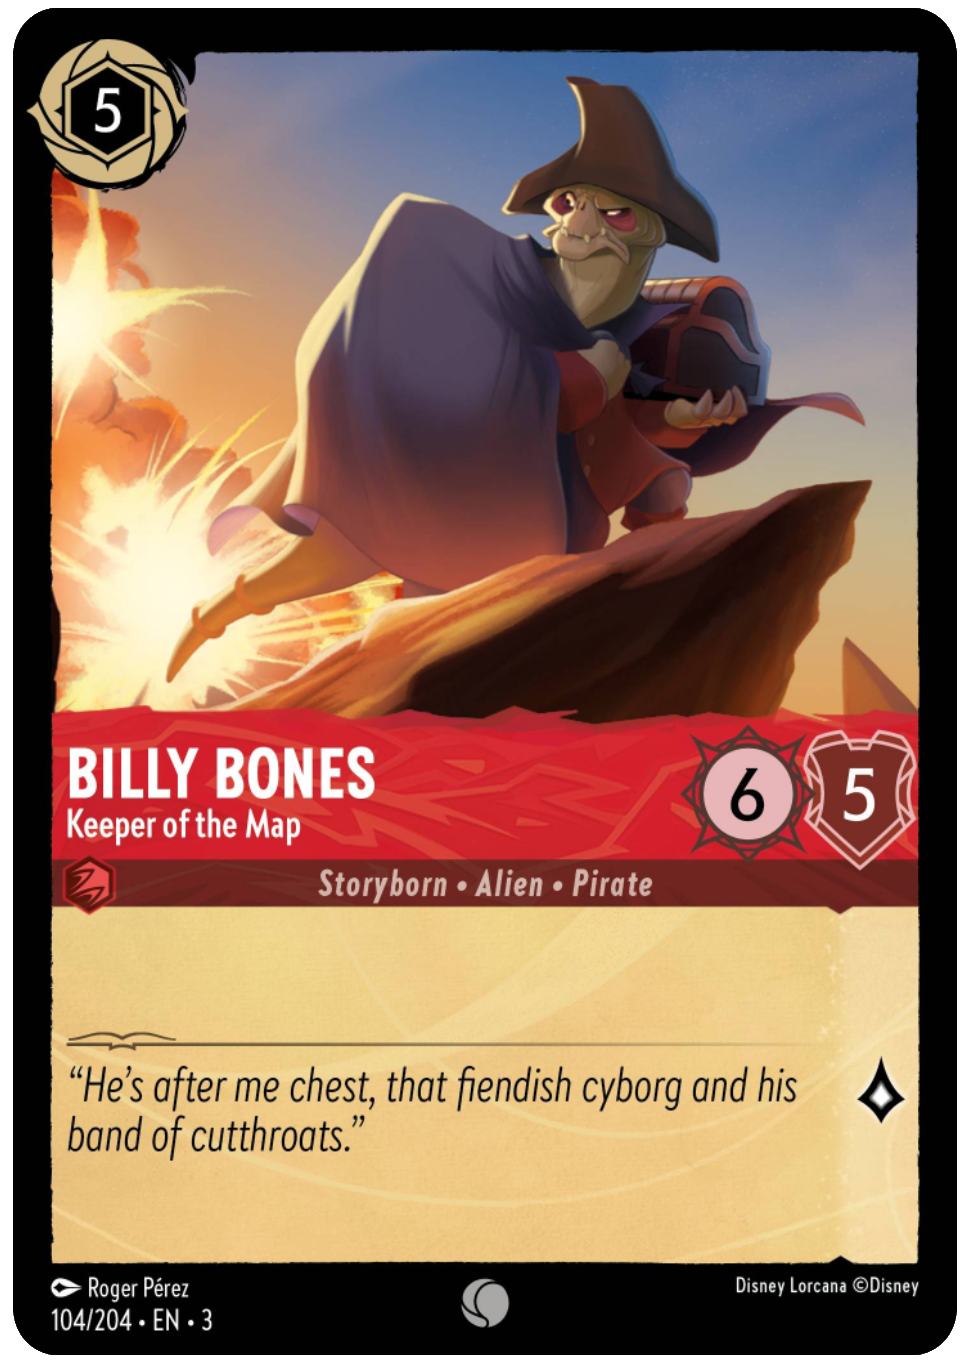 5
BILLY BONES
Keeper of the Map
6
5
Storyborn • Alien • Pirate
“He’s after me chest, that fiendish cyborg and his
band of cutthroats.”
Roger Pérez
104/204 • EN • 3
Disney Lorcana ©Disney